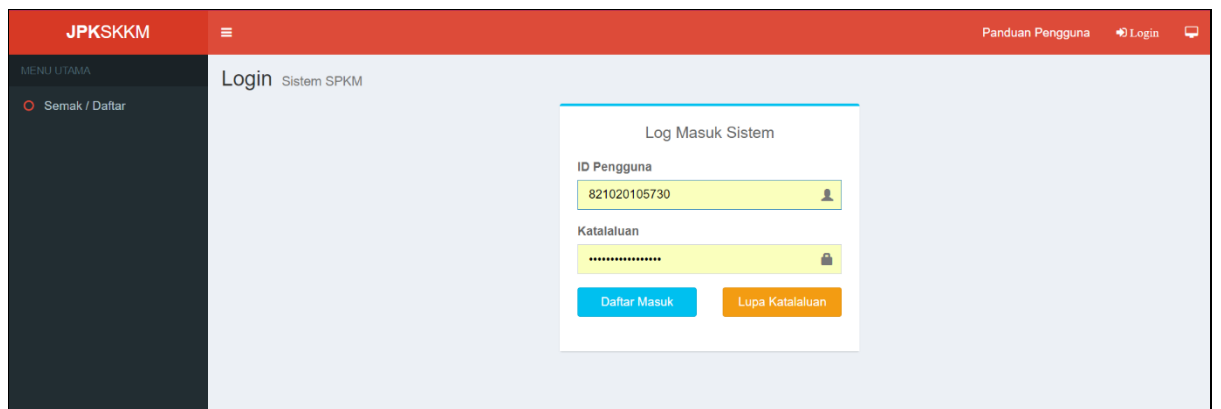 JPKSKKM
Panduan Pengguna
Login
MENU UTAMA
Semak / Daftar
Login Sistem SPKM
Log Masuk Sistem
ID Pengguna
821020105730
Katalaluan
•••••••••••••••••
Daftar Masuk
Lupa Katalaluan